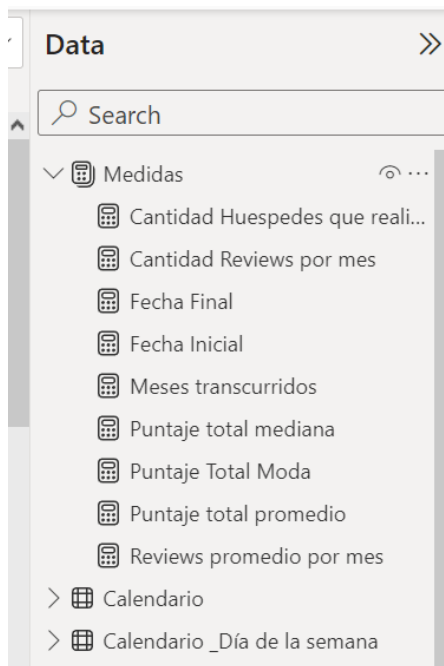 Data
Search
Medidas
Cantidad Huespedes que reali...
Cantidad Reviews por mes
Fecha Final
Fecha Inicial
Meses transcurridos
Puntaje total mediana
Puntaje Total Moda
Puntaje total promedio
Reviews promedio por mes
Calendario
Calendario _Día de la semana